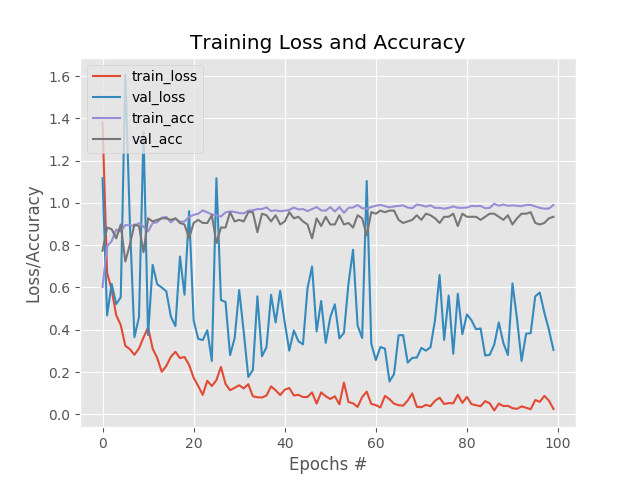 Training Loss and Accuracy
train_loss
val_loss
train_acc
val_acc
1.6
1.4
1.2
1.0
0.8
0.6
0.4
0.2
0.0
Loss/Accuracy
0 20 40 60 80 100
Epochs #